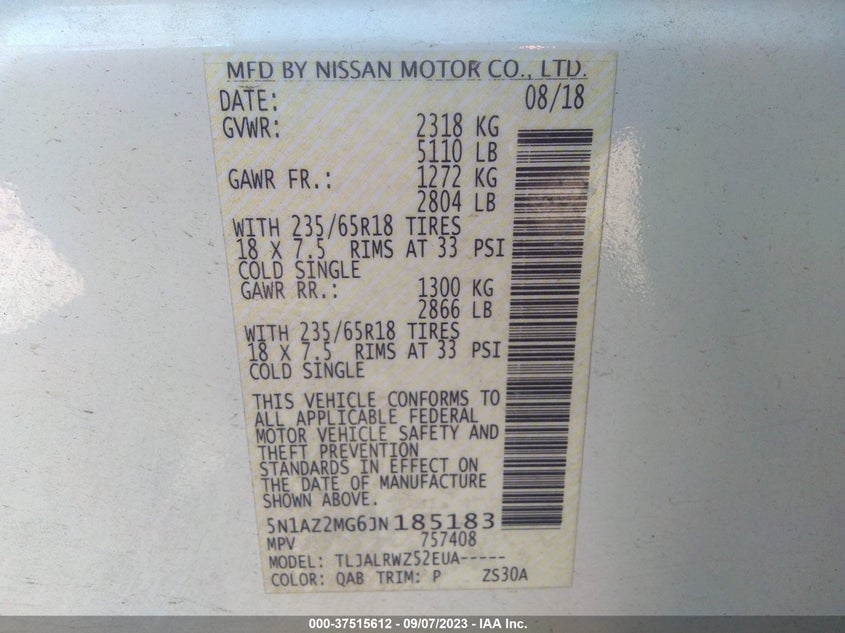 MFD BY NISSAN MOTOR CO., LTD.
DATE: 08/18
GVWR: 2318 KG
5110 LB
GAWR FR.: 1272 KG
2804 LB
WITH 235/65R18 TIRES
18 X 7.5 RIMS AT 33 PSI
COLD SINGLE
GAWR RR.: 1300 KG
2866 LB
WITH 235/65R18 TIRES
18 X 7.5 RIMS AT 33 PSI
COLD SINGLE
THIS VEHICLE CONFORMS TO
ALL APPLICABLE FEDERAL
MOTOR VEHICLE SAFETY AND
THEFT PREVENTION
STANDARDS IN EFFECT ON
THE DATE OF MANUFACTURE
SHOWN ABOVE.
5N1AZ2MG6JN185183
MPV 757408
MODEL: TLJALRWZ52EUA-----
COLOR: QAB TRIM: P ZS30A
000-37515612 - 09/07/2023 - IAA Inc.